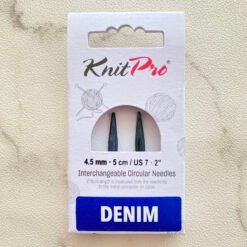 KnitPro®
4.5 mm - 5 cm / US 7 - 2"
Interchangeable Circular Needles
DENIM